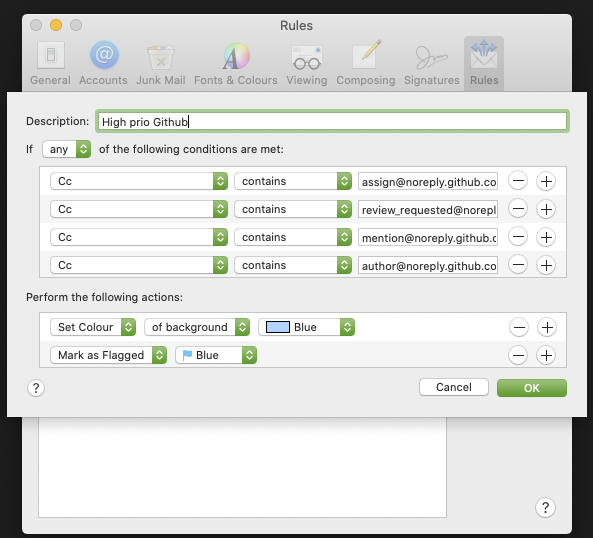 Rules
General Accounts Junk Mail Fonts & Colours Viewing Composing Signatures Rules
Description: High prio Github
If any of the following conditions are met:
Cc contains assign@noreply.github.co
Cc contains review_requested@norepl
Cc contains mention@noreply.github.c
Cc contains author@noreply.github.co
Perform the following actions:
Set Colour of background Blue
Mark as Flagged Blue
? Cancel OK
?